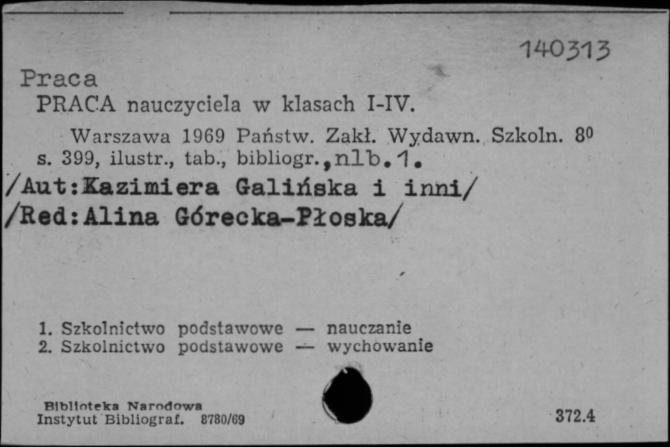 140313
Praca
PRACA nauczyciela w klasach I-IV.
Warszawa 1969 Państw. Zakł. Wydawn. Szkoln. 8⁰
s. 399, ilustr., tab., bibliogr.,nlb.1.
/Aut:Kazimiera Galińska i inni/
/Red:Alina Górecka-Płoska/
1. Szkolnictwo podstawowe — nauczanie
2. Szkolnictwo podstawowe — wychowanie
Biblioteka Narodowa
Instytut Bibliograf. 8780/69
372.4